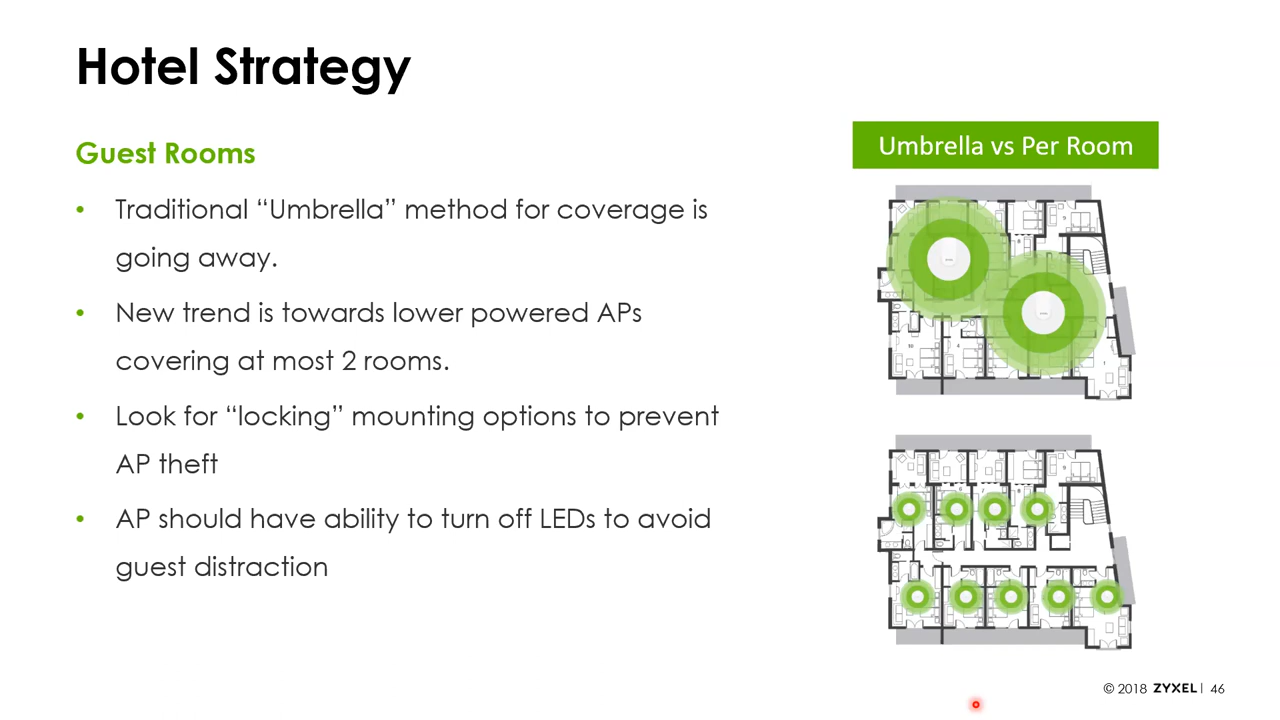 Hotel Strategy
Guest Rooms
Umbrella vs Per Room
• Traditional “Umbrella” method for coverage is
going away.
• New trend is towards lower powered APs
covering at most 2 rooms.
• Look for “locking” mounting options to prevent
AP theft
• AP should have ability to turn off LEDs to avoid
guest distraction
© 2018 ZYXEL | 46